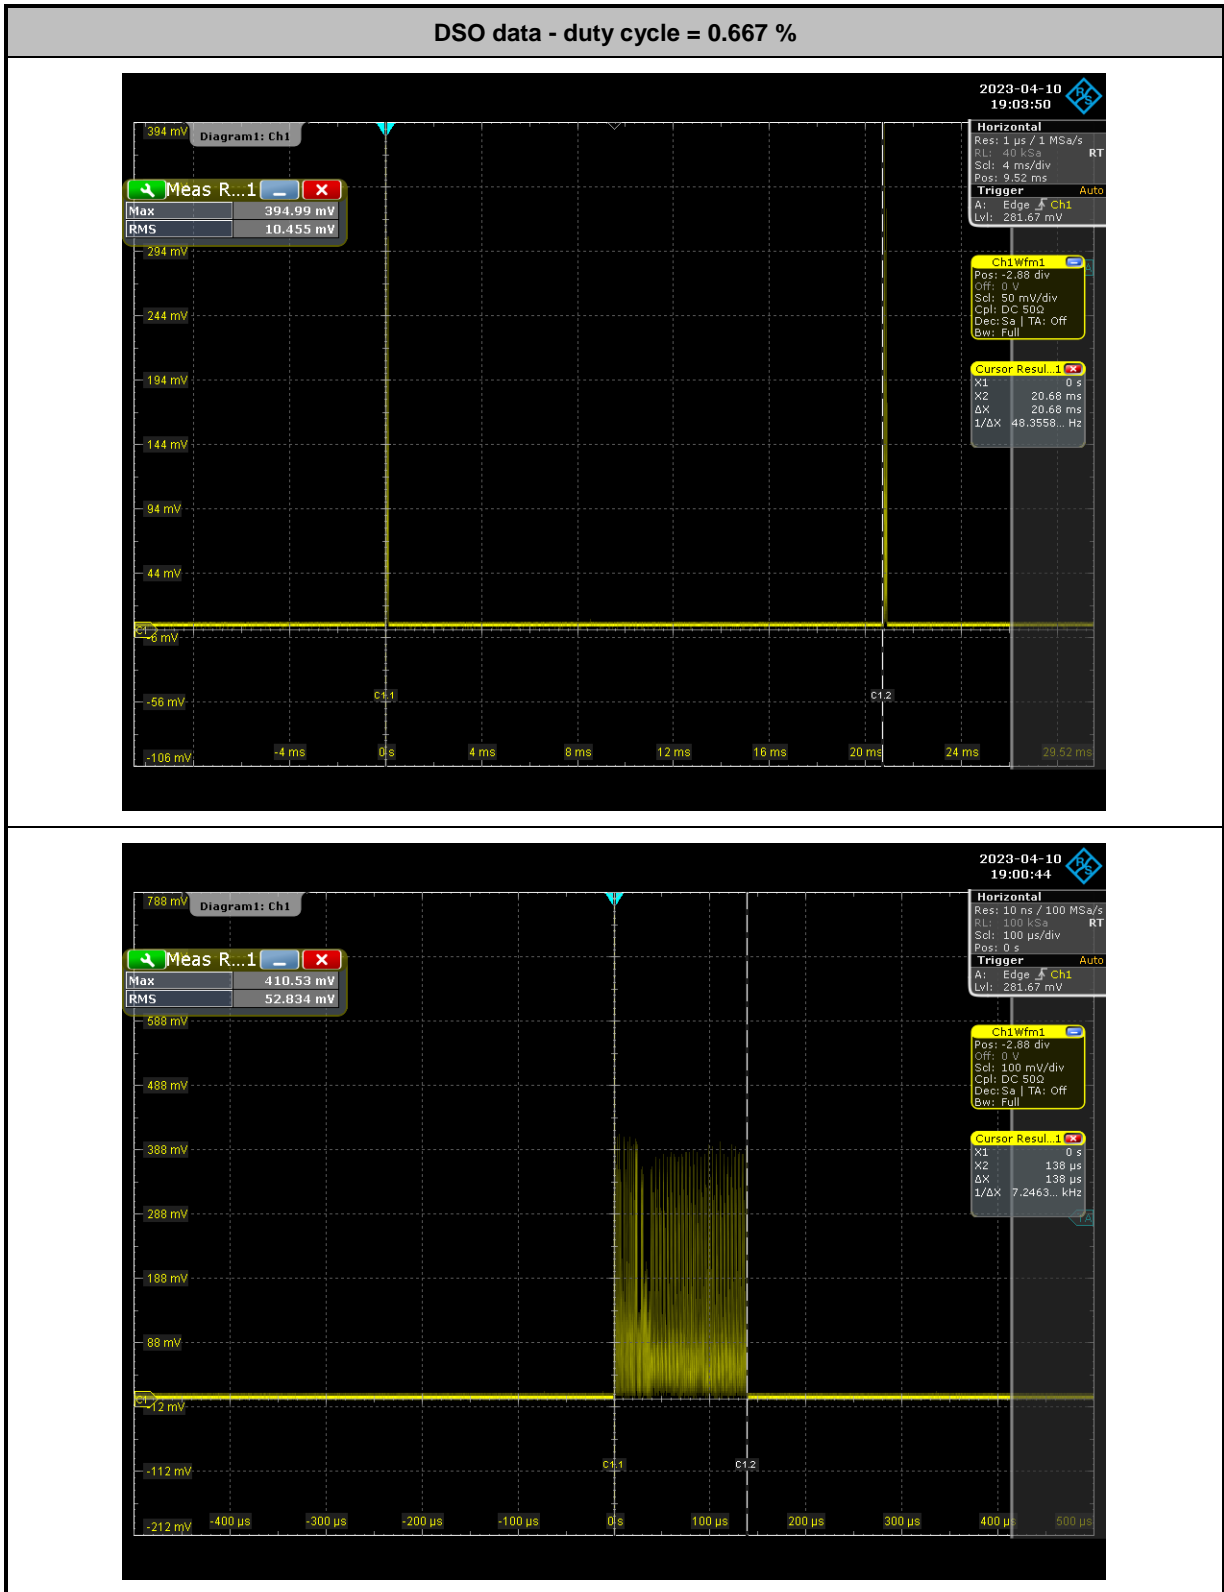 DSO data - duty cycle = 0.667 %
2023-04-10
19:03:50
Diagram1: Ch1
394 mV
Meas R...1
Max 394.99 mV
RMS 10.455 mV
294 mV
244 mV
194 mV
144 mV
94 mV
44 mV
C1
-6 mV
-56 mV
-106 mV
C1.1
C1.2
-4 ms
0 s
4 ms
8 ms
12 ms
16 ms
20 ms
24 ms
29.52 ms
Horizontal
Res: 1 µs / 1 MSa/s
RL: 40 kSa RT
Scl: 4 ms/div
Pos: 9.52 ms
Trigger Auto
A: Edge Ch1
Lvl: 281.67 mV
Ch1Wfm1
Pos: -2.88 div
Off: 0 V
Scl: 50 mV/div
Cpl: DC 50Ω
Dec: Sa | TA: Off
Bw: Full
Cursor Resul...1
X1 0 s
X2 20.68 ms
ΔX 20.68 ms
1/ΔX 48.3558... Hz
2023-04-10
19:00:44
Diagram1: Ch1
788 mV
Meas R...1
Max 410.53 mV
RMS 52.834 mV
588 mV
488 mV
388 mV
288 mV
188 mV
88 mV
C1
-12 mV
-112 mV
-212 mV
C1.1
C1.2
-400 µs
-300 µs
-200 µs
-100 µs
0 s
100 µs
200 µs
300 µs
400 µs
500 µs
Horizontal
Res: 10 ns / 100 MSa/s
RL: 100 kSa RT
Scl: 100 µs/div
Pos: 0 s
Trigger Auto
A: Edge Ch1
Lvl: 281.67 mV
Ch1Wfm1
Pos: -2.88 div
Off: 0 V
Scl: 100 mV/div
Cpl: DC 50Ω
Dec: Sa | TA: Off
Bw: Full
Cursor Resul...1
X1 0 s
X2 138 µs
ΔX 138 µs
1/ΔX 7.2463... kHz
TA